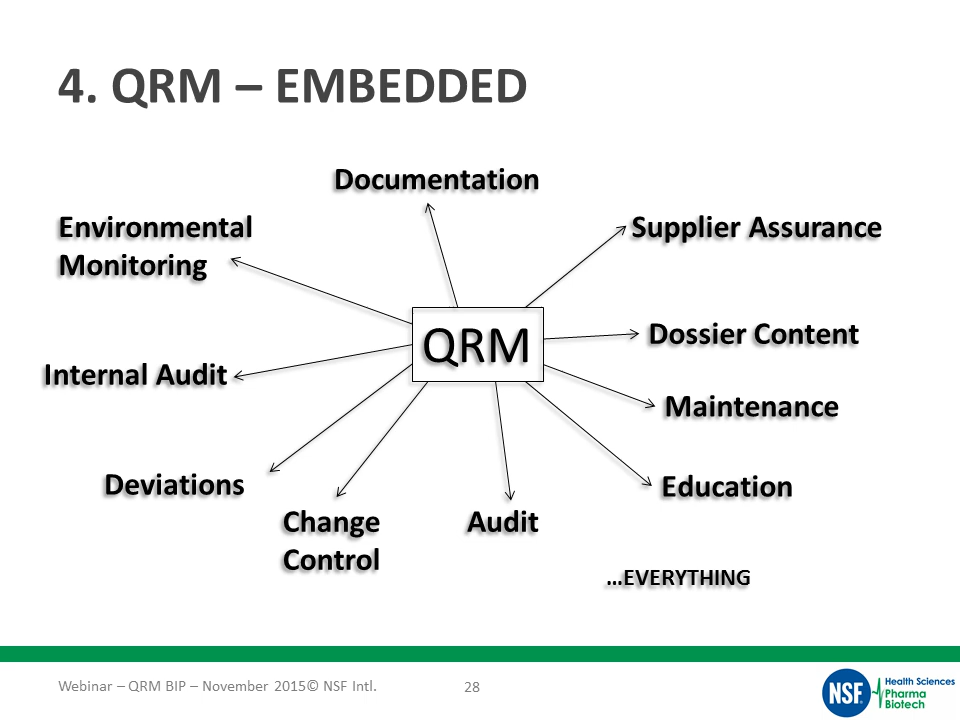 4. QRM – EMBEDDED
Documentation
Environmental
Monitoring
Supplier Assurance
QRM
Dossier Content
Internal Audit
Maintenance
Deviations
Education
Change
Control
Audit
...EVERYTHING
Webinar – QRM BIP – November 2015© NSF Intl.
28
NSF
Health Sciences
Pharma
Biotech